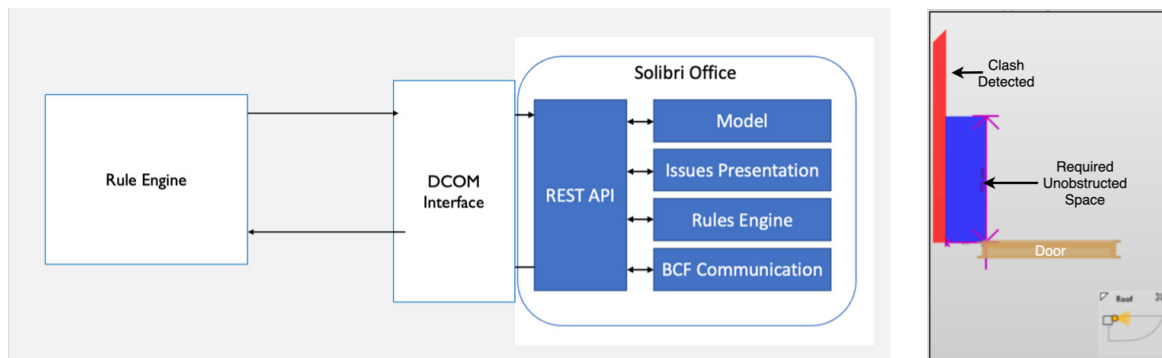 Solibri Office
Rule Engine
DCOM
Interface
REST API
Model
Issues Presentation
Rules Engine
BCF Communication
Clash
Detected
Required
Unobstructed
Space
Door
Roof